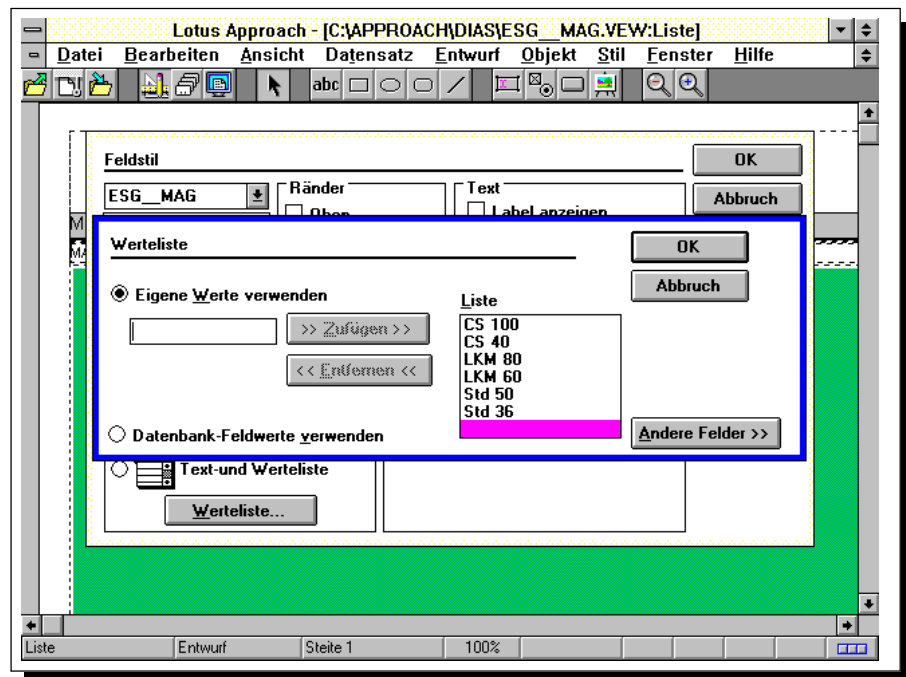 Lotus Approach - [C:\APPROACH\DIAS\ESG__MAG.VEW:Liste]
Datei Bearbeiten Ansicht Datensatz Entwurf Objekt Stil Fenster Hilfe
abc
Feldstil
OK
ESG__MAG
Ränder
Text
Abbruch
Oben
Label anzeigen
Werteliste
OK
Abbruch
Eigene Werte verwenden
Liste
>> Zufügen >>
<< Entfernen <<
CS 100
CS 40
LKM 80
LKM 60
Std 50
Std 36
Datenbank-Feldwerte verwenden
Andere Felder >>
Text-und Werteliste
Werteliste...
Liste Entwurf Steite 1 100%